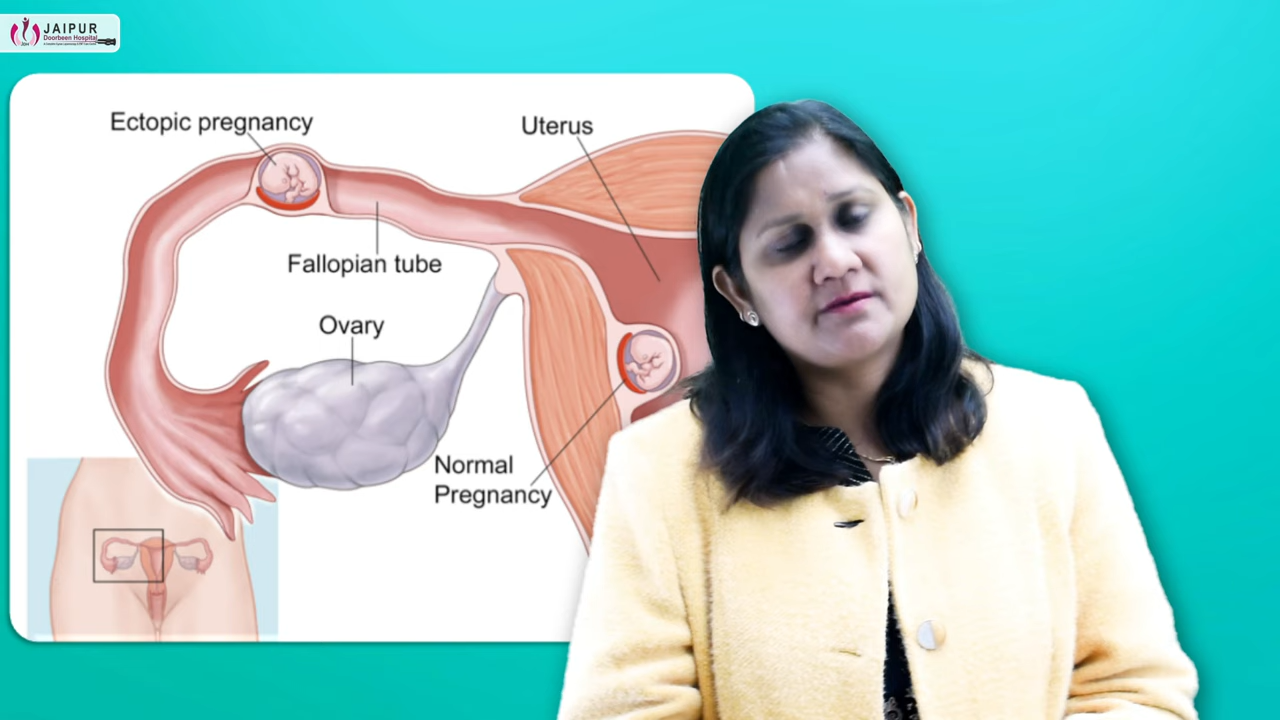 JAIPUR
Doorbeen Hospital
Ectopic pregnancy
Uterus
Fallopian tube
Ovary
Normal
Pregnancy